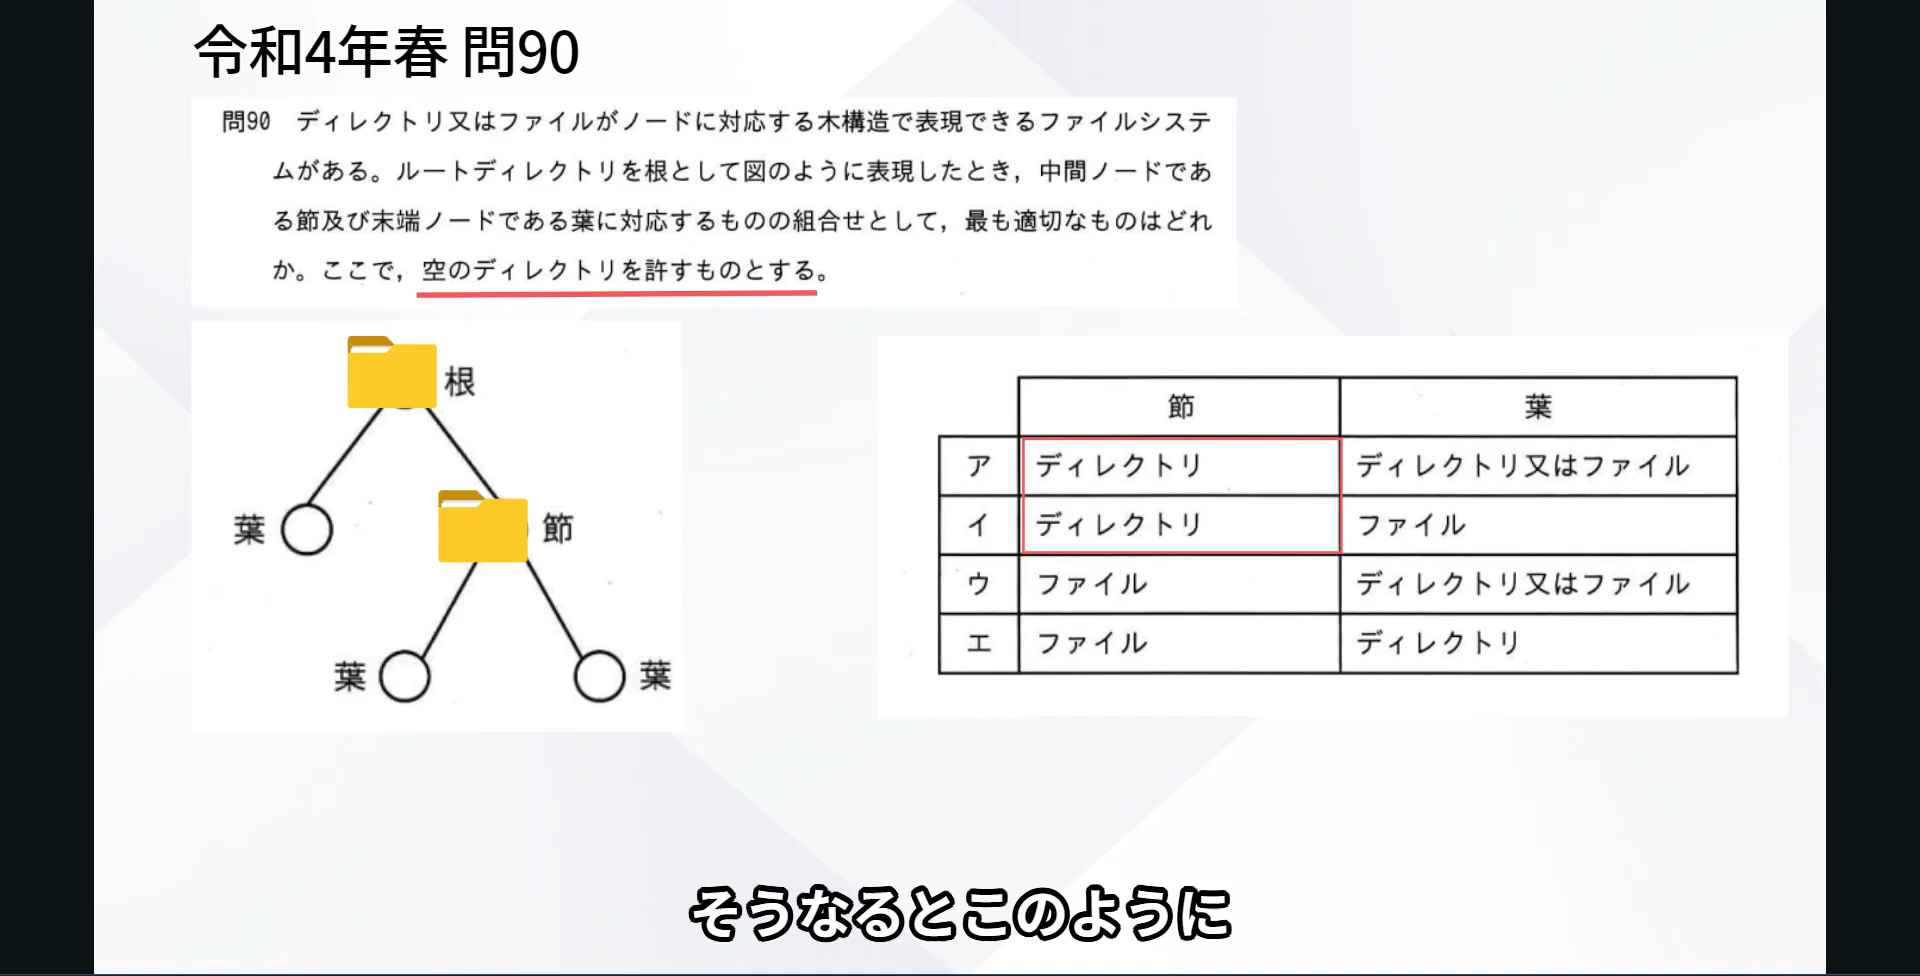 令和4年春 問90
問90 ディレクトリ又はファイルがノードに対応する木構造で表現できるファイルシステ
ムがある。ルートディレクトリを根として図のように表現したとき，中間ノードであ
る節及び末端ノードである葉に対応するものの組合せとして，最も適切なものはどれ
か。ここで，空のディレクトリを許すものとする。
根
葉
節
葉
葉
節 葉
ア ディレクトリ ディレクトリ又はファイル
イ ディレクトリ ファイル
ウ ファイル ディレクトリ又はファイル
エ ファイル ディレクトリ
そうなるとこのように